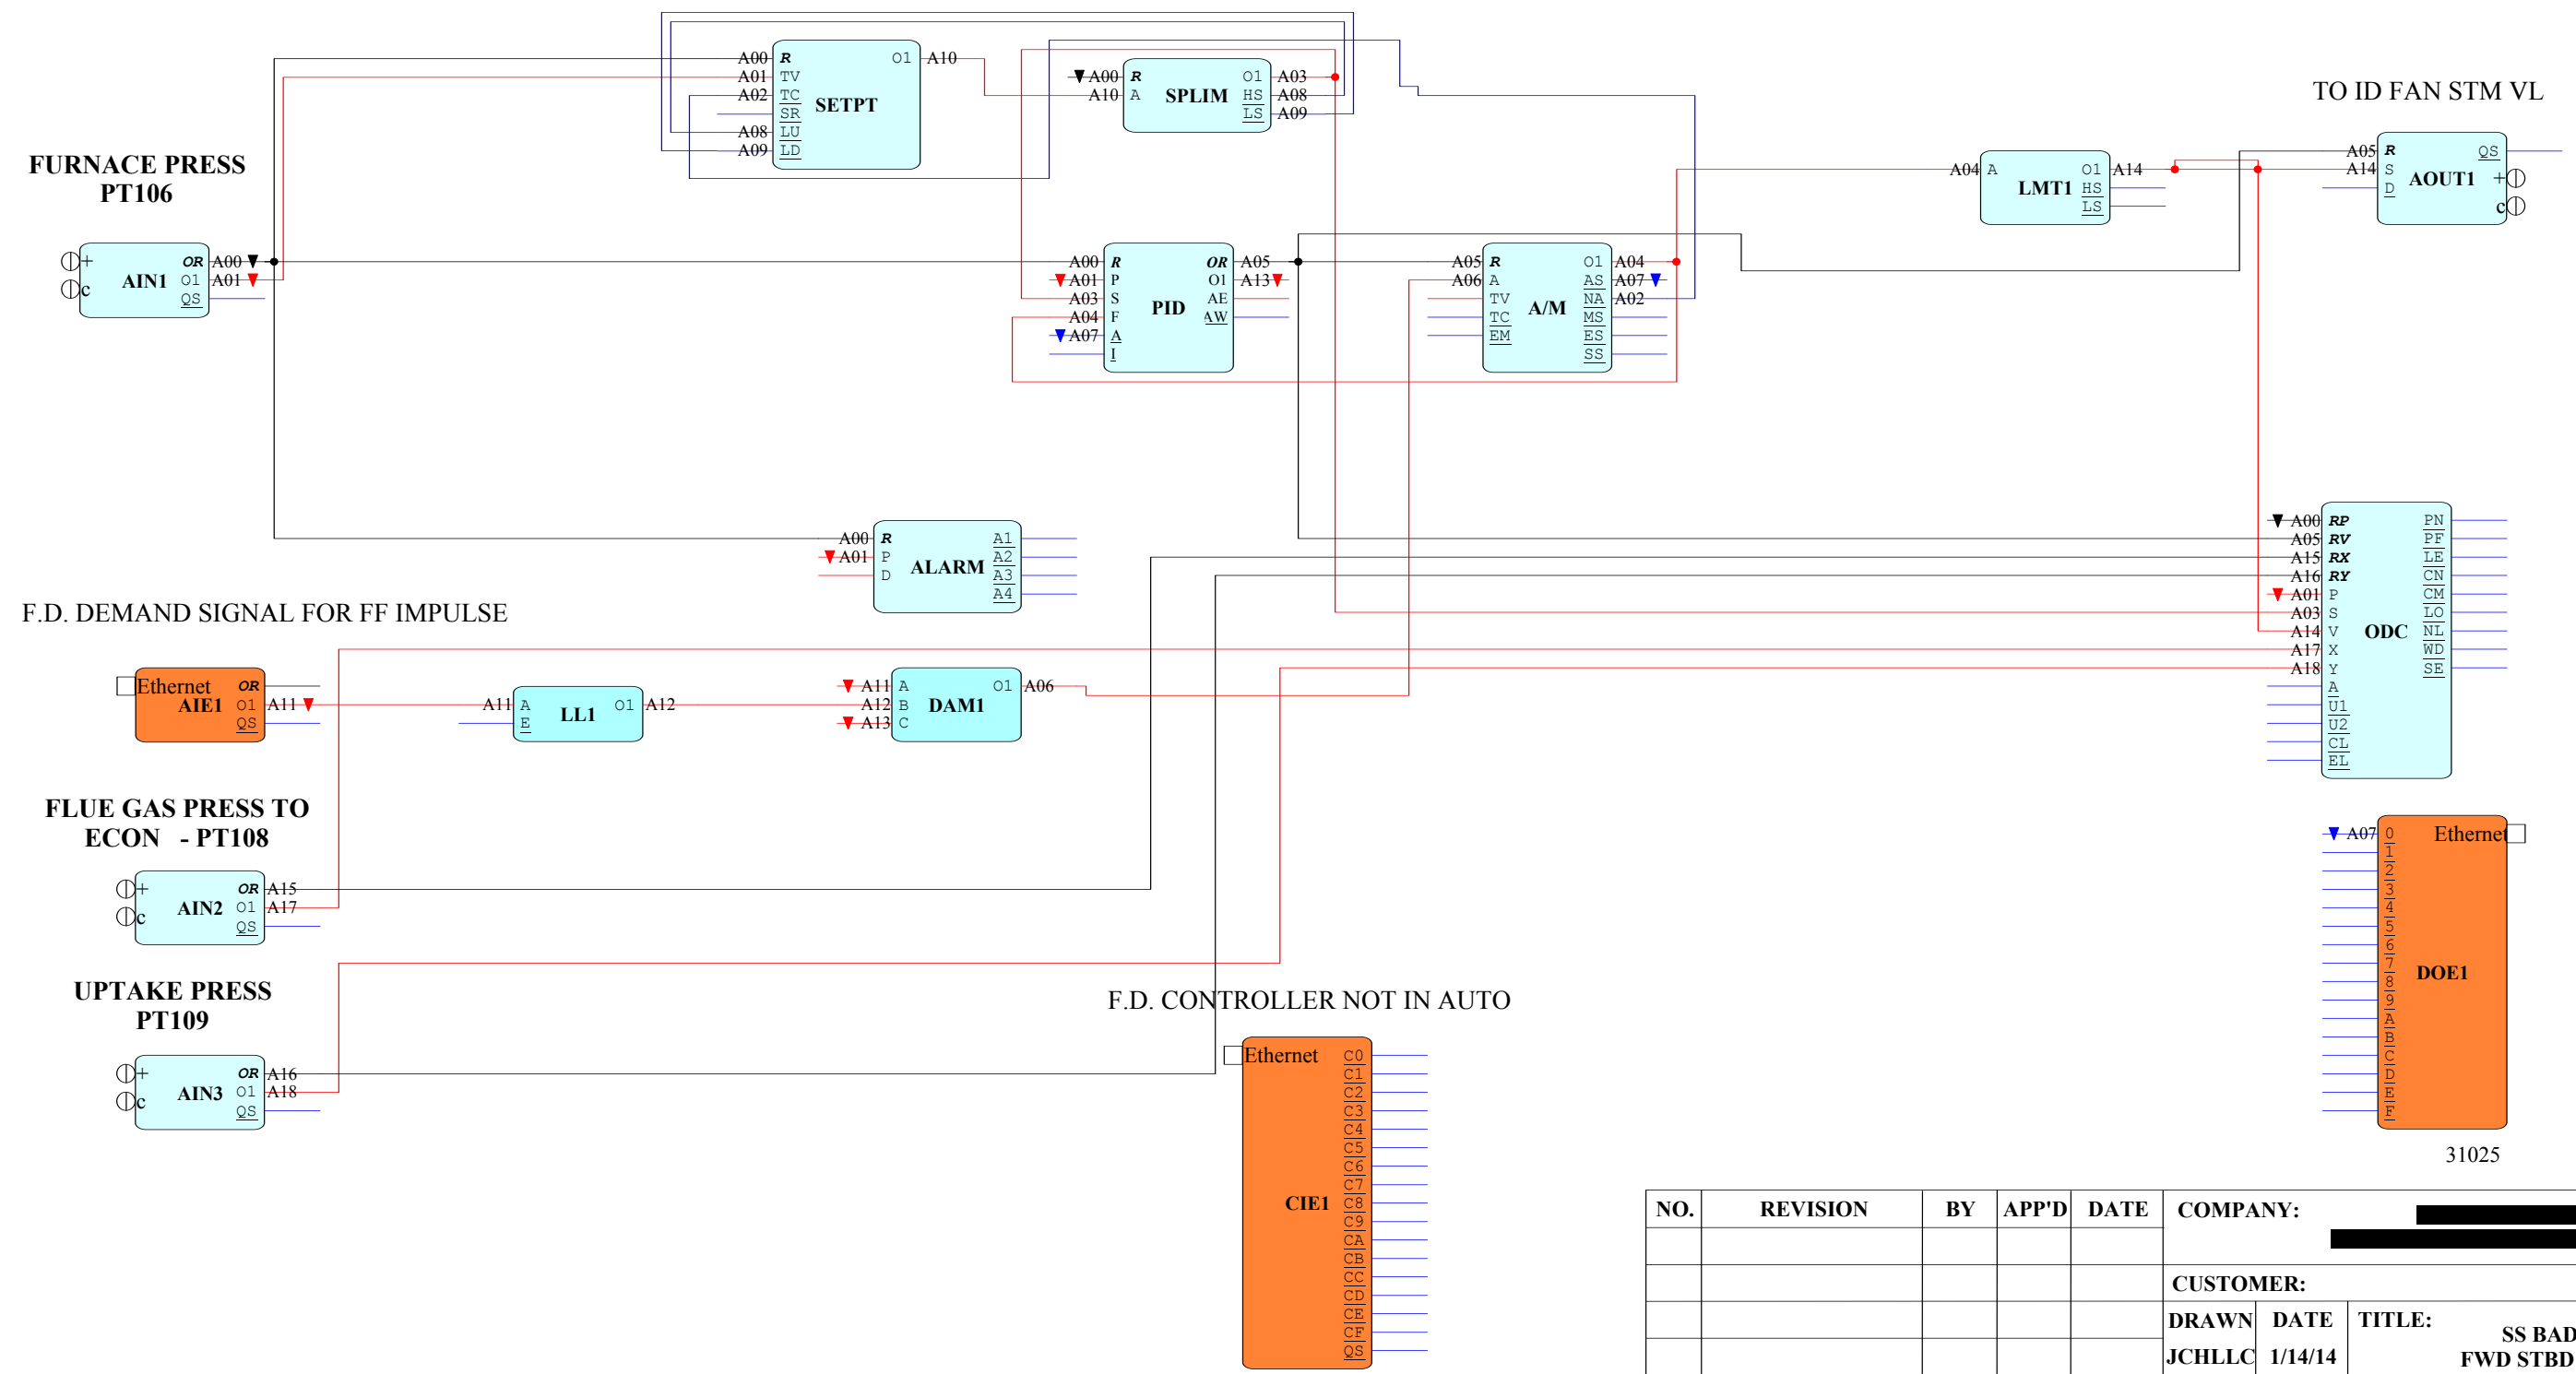 TO ID FAN STM VL
A00 R O1 A10
A01 TV
A02 TC
SR
A08 LU
A09 LD
SETPT
A00 R O1 A03
A10 A HS A08
LS A09
SPLIM
FURNACE PRESS
PT106
A04 A O1 A14
HS
LS
LMT1
A05 R QS
A14 S +
D c
AOUT1
+ OR A00
c O1 A01
QS
AIN1
A00 R OR A05
A01 P O1 A13
A03 S AE
A04 F AW
A07 A
I
PID
A05 R O1 A04
A06 A AS A07
TV NA A02
TC MS
EM ES
SS
A/M
A00 R A1
A01 P A2
D A3
A4
ALARM
A00 RP PN
A05 RV PF
A15 RX LE
A16 RY CN
A01 P CM
A03 S LO
A14 V NL
A17 X WD
A18 Y SE
A
U1
U2
CL
EL
ODC
F.D. DEMAND SIGNAL FOR FF IMPULSE
Ethernet OR
AIE1 O1 A11
QS
A11 A O1 A12
E
LL1
A11 A O1 A06
A12 B
A13 C
DAM1
FLUE GAS PRESS TO
ECON - PT108
+ OR A15
c O1 A17
QS
AIN2
UPTAKE PRESS
PT109
+ OR A16
c O1 A18
QS
AIN3
F.D. CONTROLLER NOT IN AUTO
Ethernet C0
C1
C2
C3
C4
C5
C6
C7
C8
C9
CA
CB
CC
CD
CE
CF
QS
CIE1
A07 0 Ethernet
1
2
3
4
5
6
7
8
9
A
B
C
D
E
F
DOE1
31025
NO. REVISION BY APP'D DATE COMPANY:
CUSTOMER:
DRAWN DATE TITLE:
SS BAD
JCHLLC 1/14/14 FWD STBD